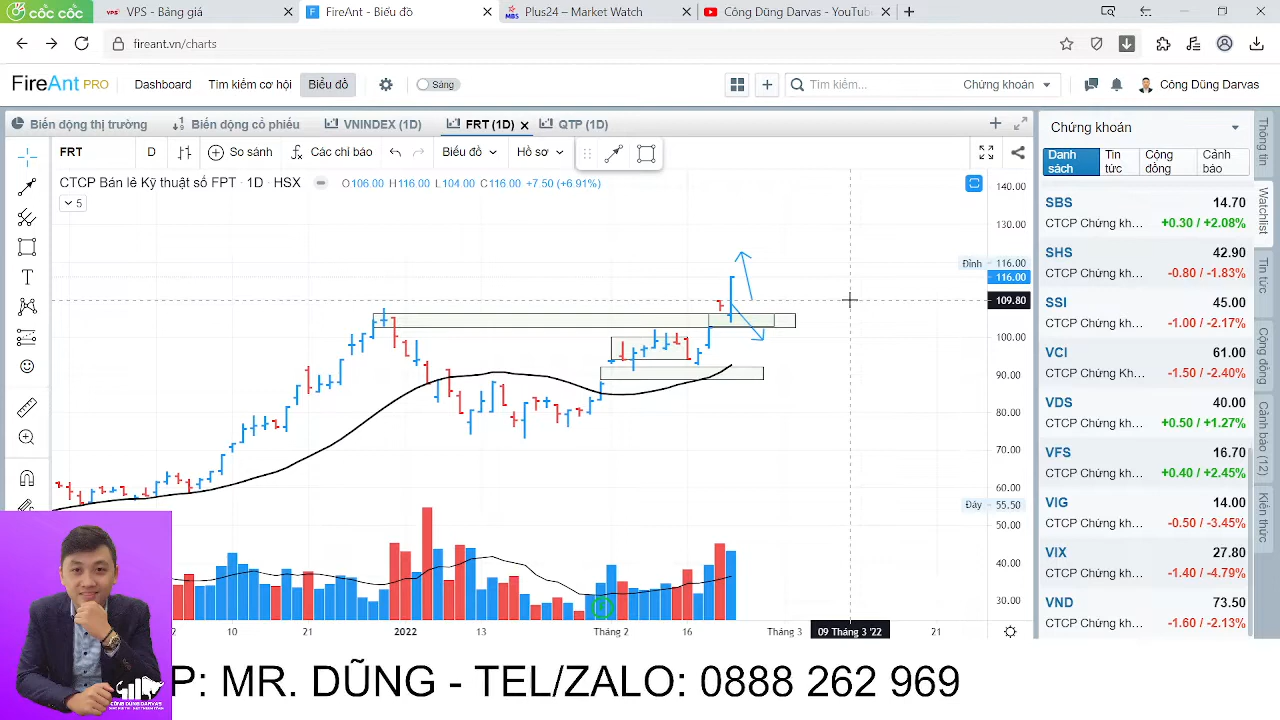 CỐC CỐC
VPS VPS - Bảng giá
FireAnt - Biểu đồ
MBS Plus24 – Market Watch
Công Dũng Darvas - YouTube
fireant.vn/charts
FireAnt PRO
Dashboard
Tìm kiếm cơ hội
Biểu đồ
Sáng
Tìm kiếm...
Chứng khoán
Công Dũng Darvas
Biến động thị trường
Biến động cổ phiếu
VNINDEX (1D)
FRT (1D)
QTP (1D)
FRT
D
So sánh
Các chỉ báo
Biểu đồ
Hồ sơ
CTCP Bán lẻ Kỹ thuật số FPT · 1D · HSX
O106.00 H116.00 L104.00 C116.00 +7.50 (+6.91%)
5
140.00
130.00
Đỉnh 116.00
116.00
109.80
100.00
90.00
80.00
70.00
60.00
Đáy 55.50
50.00
40.00
30.00
10
21
2022
13
Tháng 2
16
Tháng 3
09 Tháng 3 '22
21
Chứng khoán
Danh sách
Tin tức
Cộng đồng
Cảnh báo
SBS 14.70
CTCP Chứng kh... +0.30 / +2.08%
SHS 42.90
CTCP Chứng kh... -0.80 / -1.83%
SSI 45.00
CTCP Chứng kh... -1.00 / -2.17%
VCI 61.00
CTCP Chứng kh... -1.50 / -2.40%
VDS 40.00
CTCP Chứng kh... +0.50 / +1.27%
VFS 16.70
CTCP Chứng kh... +0.40 / +2.45%
VIG 14.00
CTCP Chứng kh... -0.50 / -3.45%
VIX 27.80
CTCP Chứng kh... -1.40 / -4.79%
VND 73.50
CTCP Chứng kh... -1.60 / -2.13%
Thông tin
Watchlist
Tin tức
Cộng đồng
Cảnh báo (12)
Kiến thức
P: MR. DŨNG - TEL/ZALO: 0888 262 969
CÔNG DŨNG DARVAS